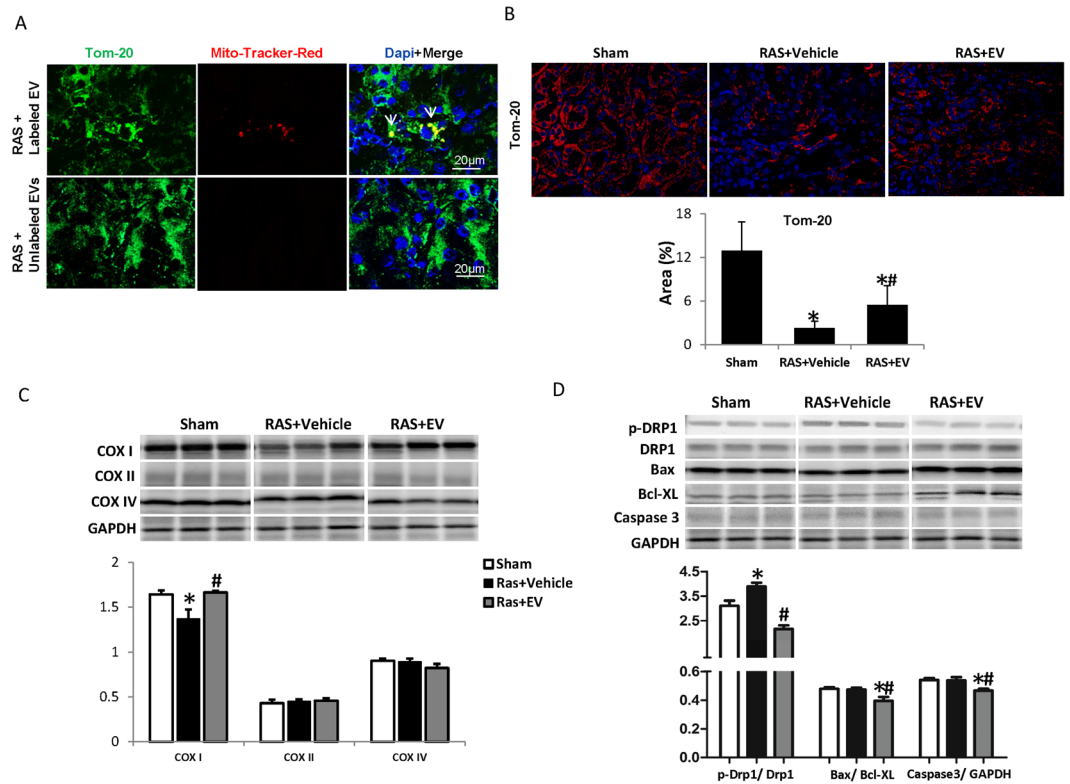 A
Tom-20 Mito-Tracker-Red Dapi+Merge
RAS +
Labeled EV
20µm
RAS +
Unlabeled EVs
20µm
B
Sham RAS+Vehicle RAS+EV
Tom-20
Tom-20
Area (%)
18
12
6
0
*
*#
Sham RAS+Vehicle RAS+EV
C
Sham RAS+Vehicle RAS+EV
COX I
COX II
COX IV
GAPDH
Sham
Ras+Vehicle
Ras+EV
2
1.5
1
0.5
0
*
#
COX I COX II COX IV
D
Sham RAS+Vehicle RAS+EV
p-DRP1
DRP1
Bax
Bcl-XL
Caspase 3
GAPDH
4.5
3.5
2.5
0.6
0.4
0.2
0.0
*
#
*#
*#
p-Drp1/ Drp1 Bax/ Bcl-XL Caspase3/ GAPDH